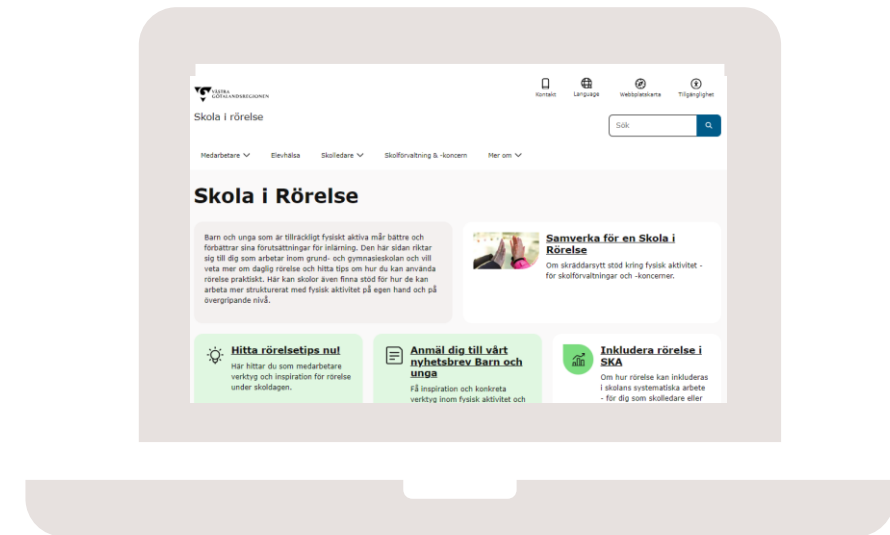 VÄSTRA
GÖTALANDSREGIONEN
Kontakt
Language
Webbplatskarta
Tillgänglighet
Skola i rörelse
Sök
Medarbetare
Elevhälsa
Skolledare
Skolförvaltning & -koncern
Mer om
Skola i Rörelse
Barn och unga som är tillräckligt fysiskt aktiva mår bättre och
förbättrar sina förutsättningar för inlärning. Den här sidan riktar
sig till dig som arbetar inom grund- och gymnasieskolan och vill
veta mer om daglig rörelse och hitta tips om hur du kan använda
rörelse praktiskt. Här kan skolor även finna stöd för hur de kan
arbeta mer strukturerat med fysisk aktivitet på egen hand och på
övergripande nivå.
Samverka för en Skola i
Rörelse
Om skräddarsytt stöd kring fysisk aktivitet -
för skolförvaltningar och -koncerner.
Hitta rörelsetips nu!
Här hittar du som medarbetare
verktyg och inspiration för rörelse
under skoldagen.
Anmäl dig till vårt
nyhetsbrev Barn och
unga
Få inspiration och konkreta
verktyg inom fysisk aktivitet och
Inkludera rörelse i
SKA
Om hur rörelse kan inkluderas
i skolans systematiska arbete
- för dig som skolledare eller